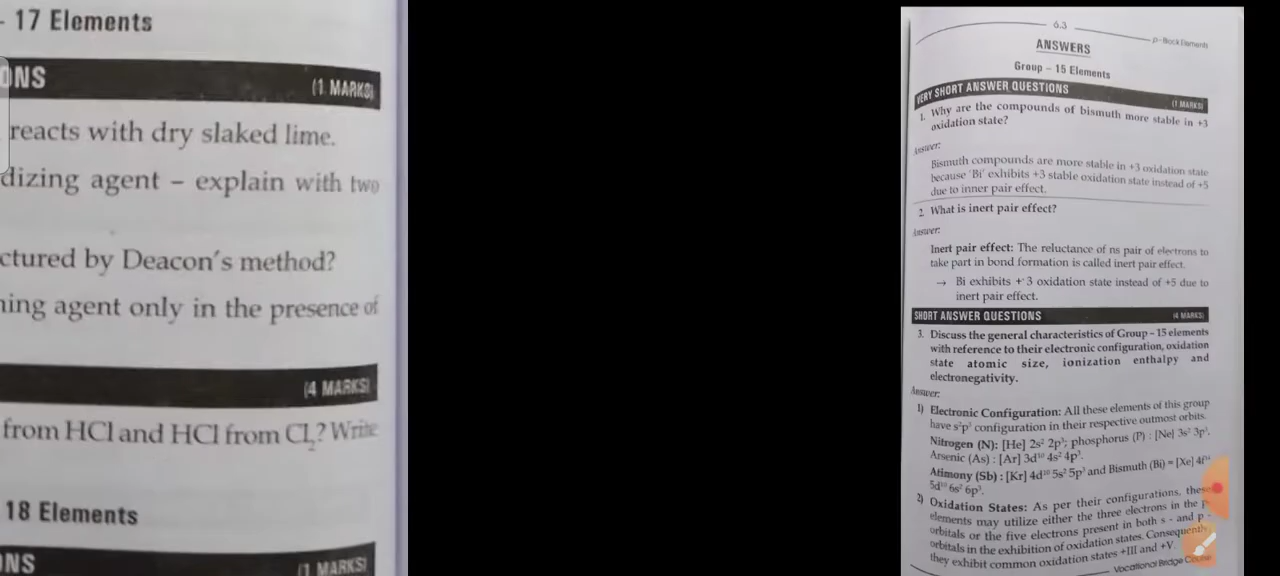 - 17 Elements
ONS (1 MARKS)
reacts with dry slaked lime.
dizing agent – explain with two
ctured by Deacon's method?
ning agent only in the presence of
(4 MARKS)
from HCl and HCl from Cl₂? Write
18 Elements
NS (1 MARKS)
6.3
p-Block Elements
ANSWERS
Group – 15 Elements
VERY SHORT ANSWER QUESTIONS (1 MARKS)
1. Why are the compounds of bismuth more stable in +3
oxidation state?
Answer:
Bismuth compounds are more stable in +3 oxidation state
because 'Bi' exhibits +3 stable oxidation state instead of +5
due to inner pair effect.
2. What is inert pair effect?
Answer:
Inert pair effect: The reluctance of ns pair of electrons to
take part in bond formation is called inert pair effect.
→ Bi exhibits +3 oxidation state instead of +5 due to
inert pair effect.
SHORT ANSWER QUESTIONS (4 MARKS)
3. Discuss the general characteristics of Group – 15 elements
with reference to their electronic configuration, oxidation
state atomic size, ionization enthalpy and
electronegativity.
Answer:
1) Electronic Configuration: All these elements of this group
have s²p³ configuration in their respective outmost orbits.
Nitrogen (N): [He] 2s² 2p³; phosphorus (P) : [Ne] 3s² 3p³.
Arsenic (As) : [Ar] 3d¹⁰ 4s² 4p³.
Atimony (Sb) : [Kr] 4d¹⁰ 5s² 5p³ and Bismuth (Bi) = [Xe] 4f¹⁴
5d¹⁰ 6s² 6p³.
2) Oxidation States: As per their configurations, these
elements may utilize either the three electrons in the p-
orbitals or the five electrons present in both s - and p -
orbitals in the exhibition of oxidation states. Consequently,
they exhibit common oxidation states +III and +V.
Vocational Bridge Course